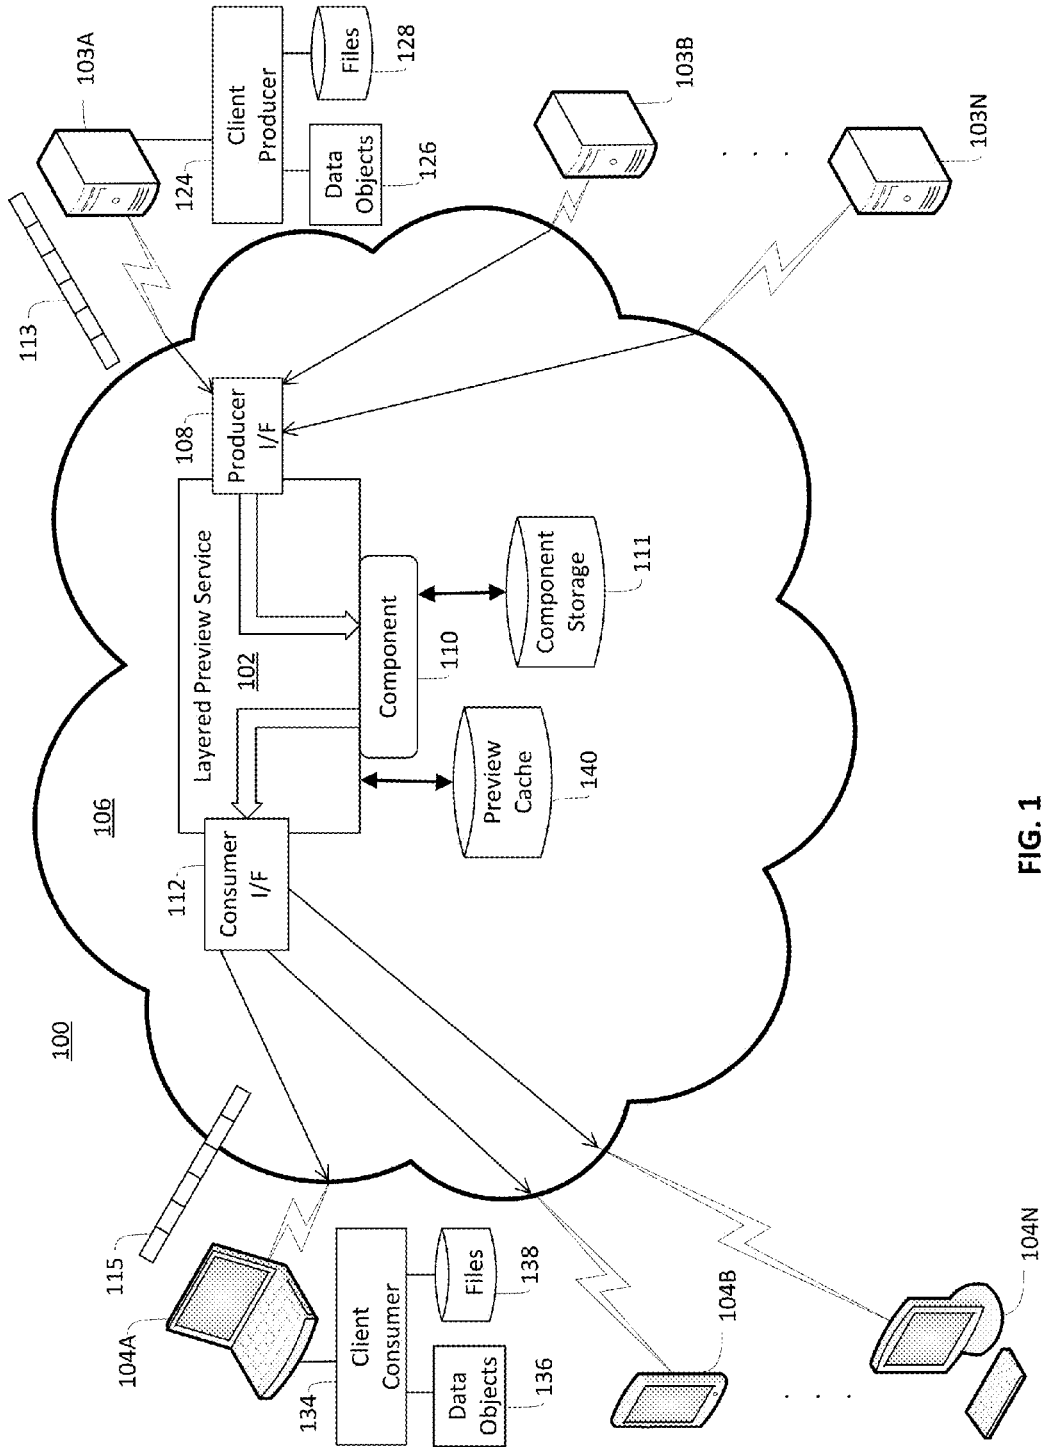 113
100
103A
106
115
104A
112
108
124
Layered Preview Service
102
Consumer
I/F
Producer
I/F
Client
Producer
134
Client
Consumer
Component
110
Data
Objects
126
Files
128
Data
Objects
136
Files
138
Preview
Cache
140
Component
Storage
111
103B
104B
103N
104N
FIG. 1